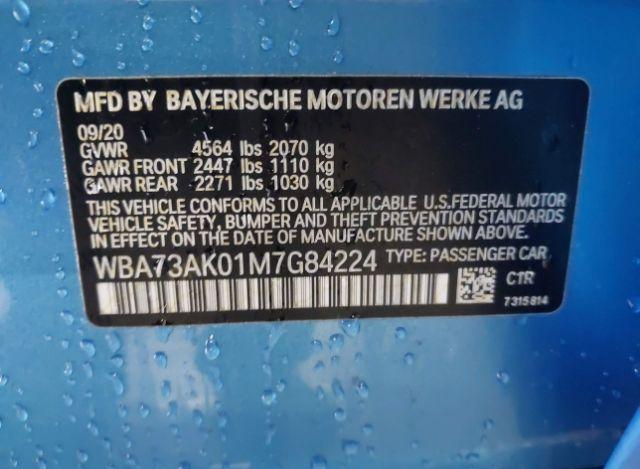 MFD BY BAYERISCHE MOTOREN WERKE AG
09/20
GVWR 4564 lbs 2070 kg
GAWR FRONT 2447 lbs 1110 kg
GAWR REAR 2271 lbs 1030 kg
THIS VEHICLE CONFORMS TO ALL APPLICABLE U.S.FEDERAL MOTOR
VEHICLE SAFETY, BUMPER AND THEFT PREVENTION STANDARDS
IN EFFECT ON THE DATE OF MANUFACTURE SHOWN ABOVE.
WBA73AK01M7G84224 TYPE: PASSENGER CAR
CTR
7315814